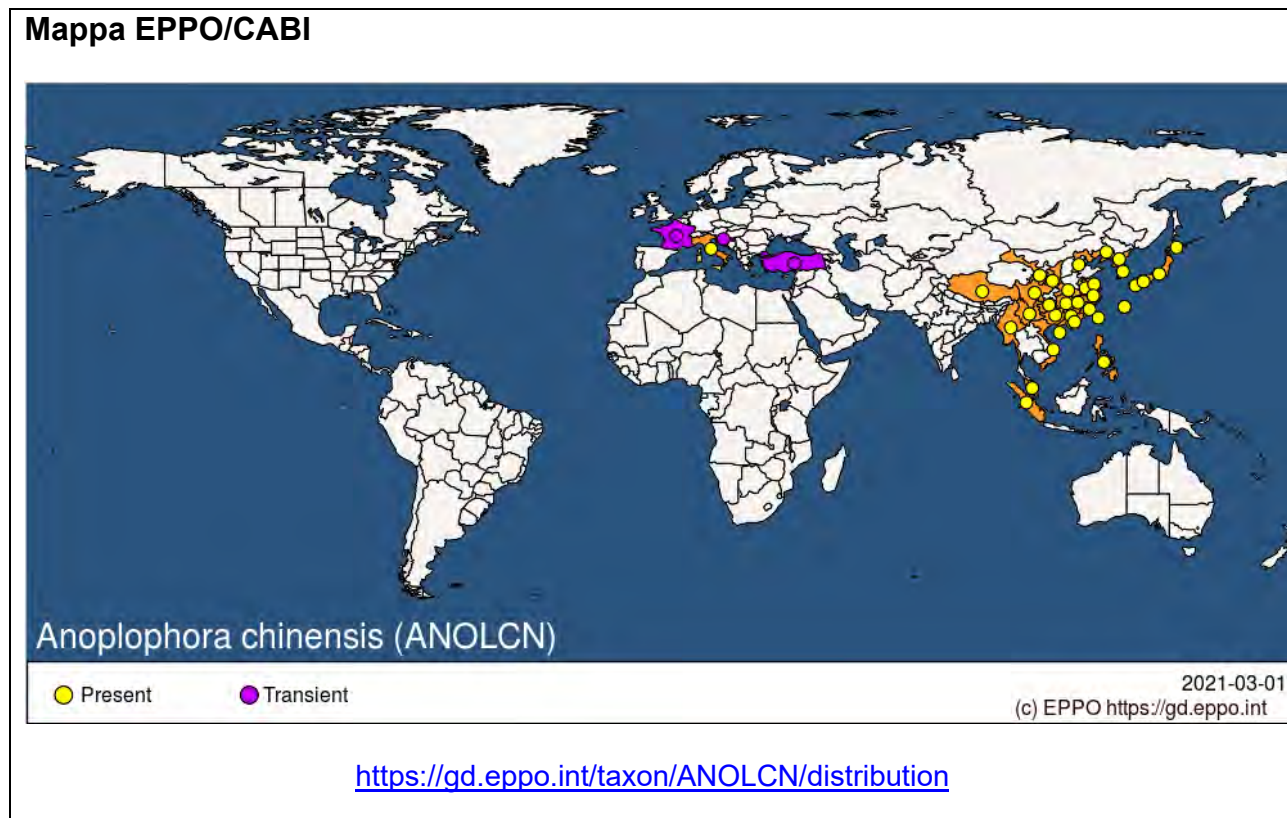 Mappa EPPO/CABI
Anoplophora chinensis (ANOLCN)
Present
Transient
2021-03-01
(c) EPPO https://gd.eppo.int
https://gd.eppo.int/taxon/ANOLCN/distribution